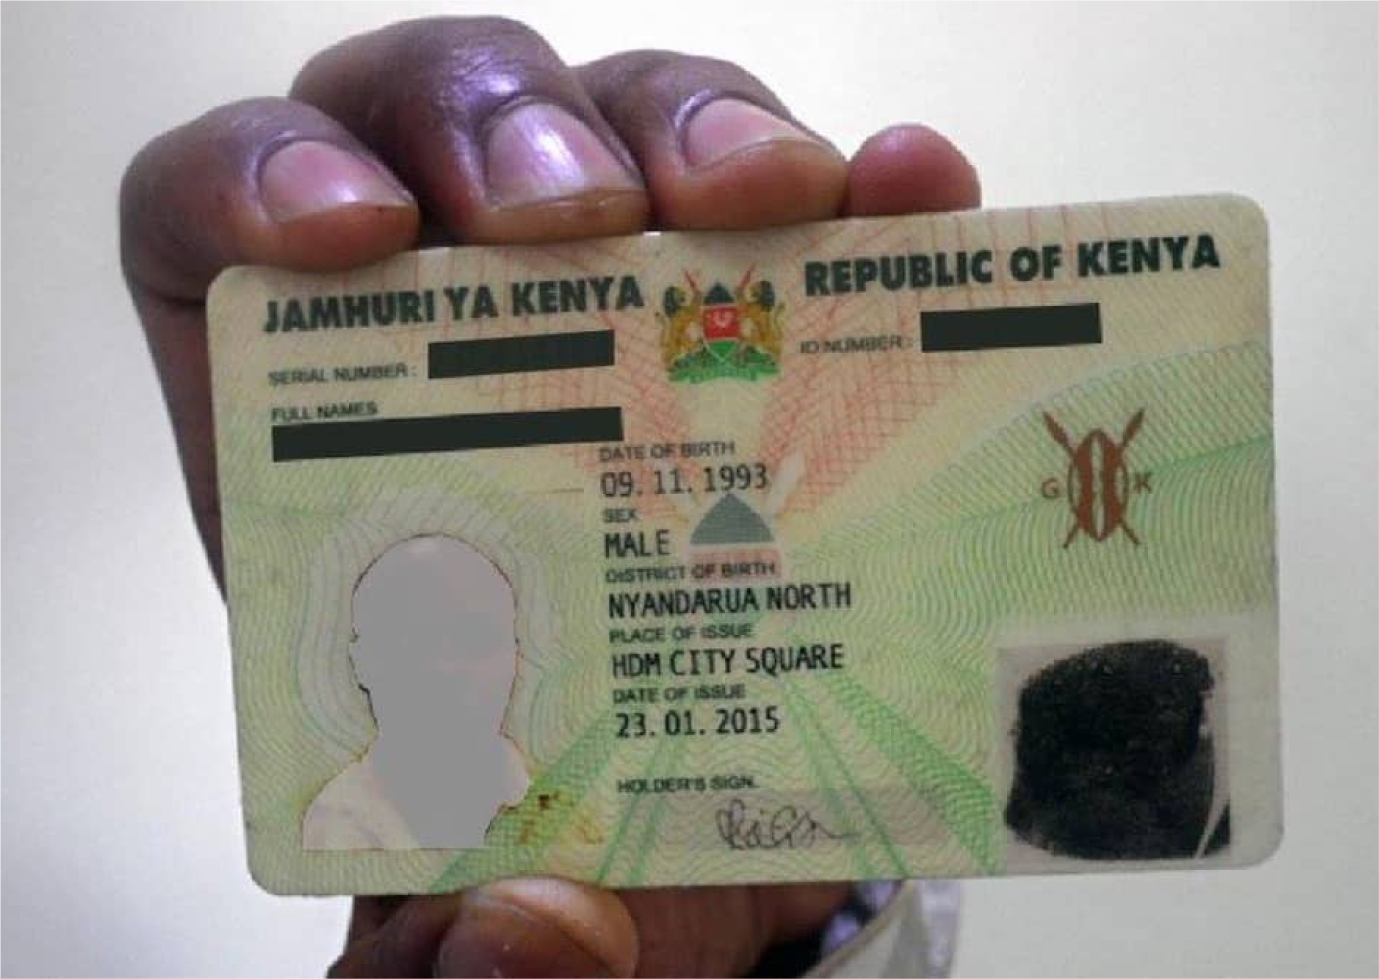 JAMHURI YA KENYA
REPUBLIC OF KENYA
SERIAL NUMBER :
ID NUMBER :
FULL NAMES
DATE OF BIRTH
09. 11. 1993
SEX
MALE
DISTRICT OF BIRTH
NYANDARUA NORTH
PLACE OF ISSUE
HDM CITY SQUARE
DATE OF ISSUE
23. 01. 2015
HOLDER'S SIGN.
G K